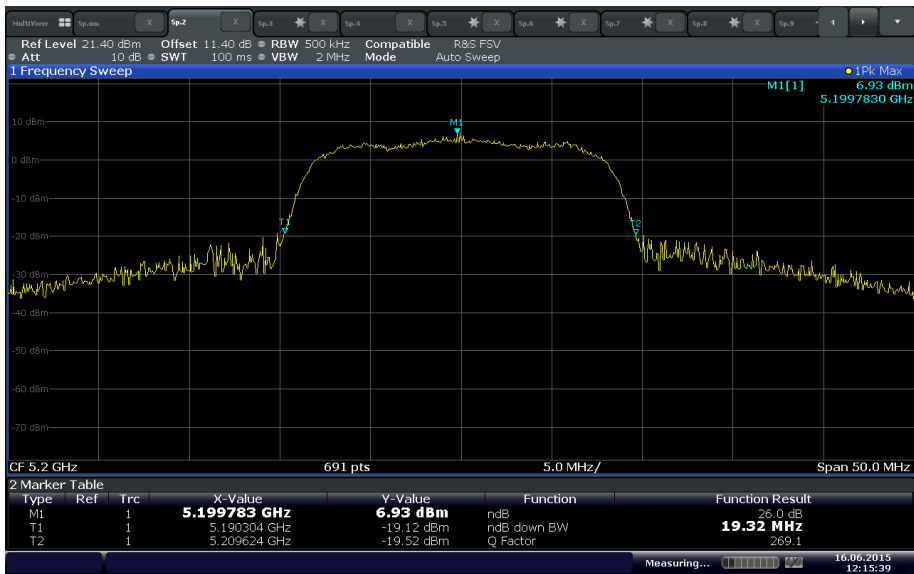 MultiView Sp.um X Sp.2 X Sp.3 X Sp.4 X Sp.5 X Sp.6 X Sp.7 X Sp.8 X Sp.9
Ref Level 21.40 dBm Offset 11.40 dB RBW 500 kHz Compatible R&S FSV
Att 10 dB SWT 100 ms VBW 2 MHz Mode Auto Sweep
1 Frequency Sweep 1Pk Max
M1[1] 6.93 dBm
5.1997830 GHz
10 dBm
M1
0 dBm
-10 dBm
T1 T2
-20 dBm
-30 dBm
-40 dBm
-50 dBm
-60 dBm
-70 dBm
CF 5.2 GHz 691 pts 5.0 MHz/ Span 50.0 MHz
2 Marker Table
Type Ref Trc X-Value Y-Value Function Function Result
M1 1 5.199783 GHz 6.93 dBm ndB 26.0 dB
T1 1 5.190304 GHz -19.12 dBm ndB down BW 19.32 MHz
T2 1 5.209624 GHz -19.52 dBm Q Factor 269.1
Measuring... 16.06.2015
12:15:39